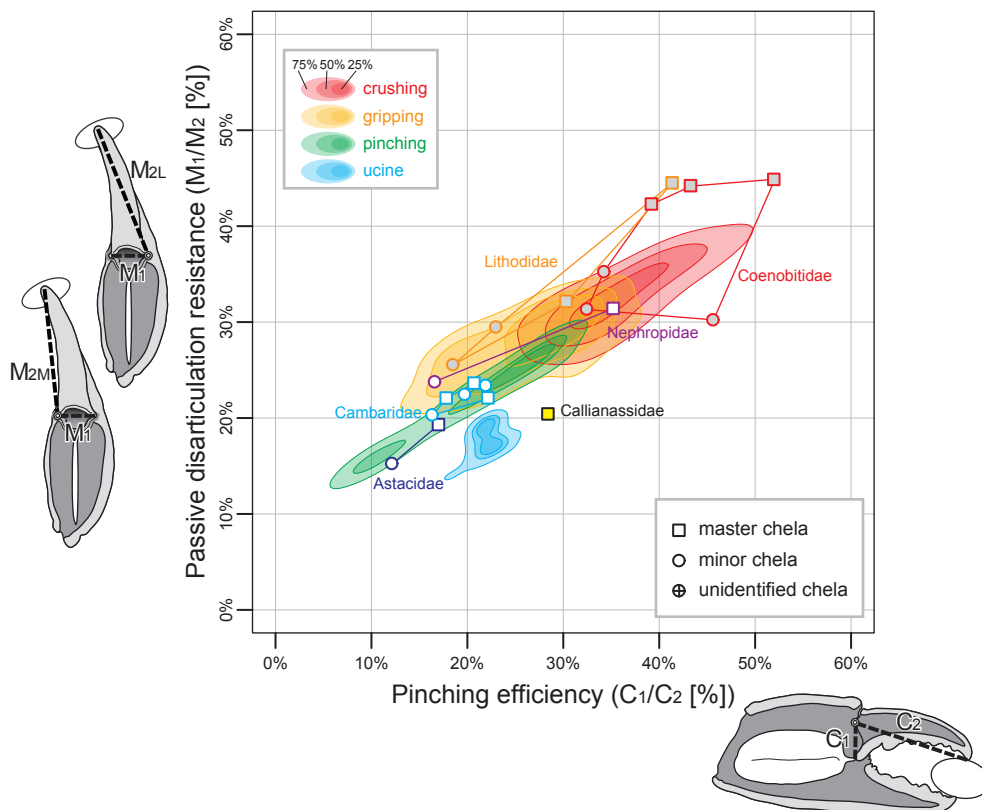 60%
75% 50% 25%
crushing
gripping
pinching
ucine
50%
M2L
40%
Lithodidae
Coenobitidae
M1
30%
Nephropidae
M2M
Cambaridae
Callianassidae
20%
M1
Astacidae
10%
master chela
minor chela
unidentified chela
0%
Passive disarticulation resistance (M1/M2 [%])
0% 10% 20% 30% 40% 50% 60%
Pinching efficiency (C1/C2 [%])
C1
C2